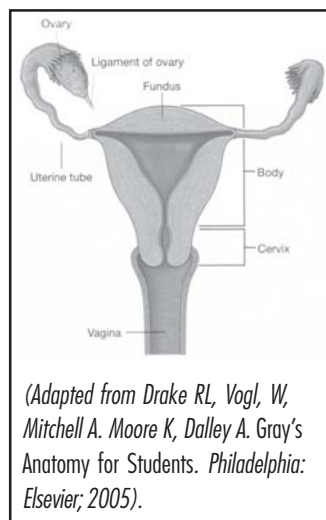 Ovary
Ligament of ovary
Fundus
Uterine tube
Body
Cervix
Vagina
(Adapted from Drake RL, Vogl, W,
Mitchell A. Moore K, Dalley A. Gray's
Anatomy for Students. Philadelphia:
Elsevier; 2005).